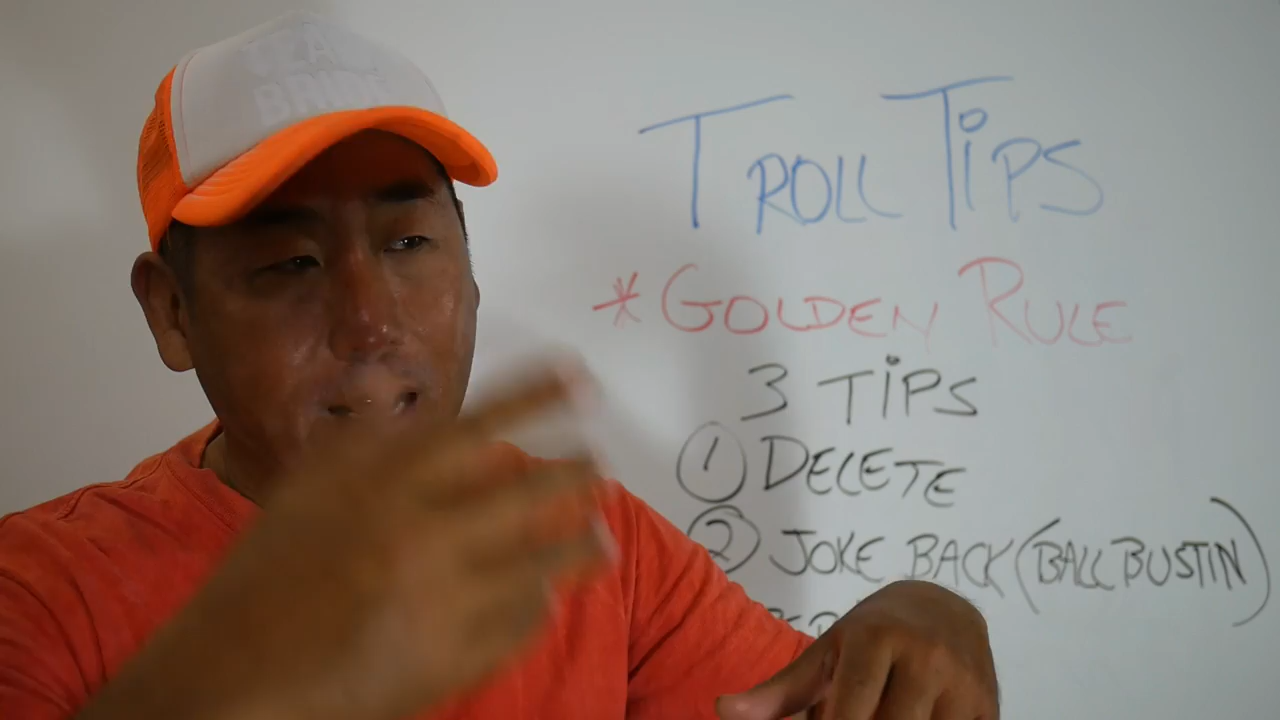 TROLL TIPS
* GOLDEN RULE
3 TIPS
1 DELETE
2 JOKE BACK (BALL BUSTIN)